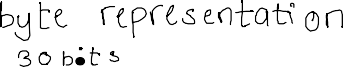 byte representation
30 bits